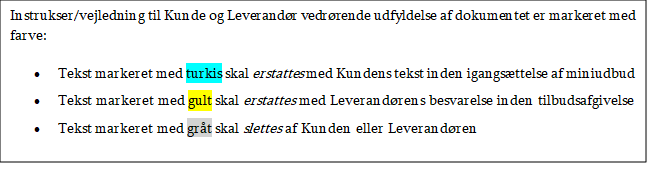 Instrukser/vejledning til Kunde og Leverandør vedrørende udfyldelse af dokumentet er markeret med
farve:
• Tekst markeret med turkis skal erstattes med Kundens tekst inden igangsættelse af miniudbud
• Tekst markeret med gult skal erstattes med Leverandørens besvarelse inden tilbudsafgivelse
• Tekst markeret med gråt skal slettes af Kunden eller Leverandøren